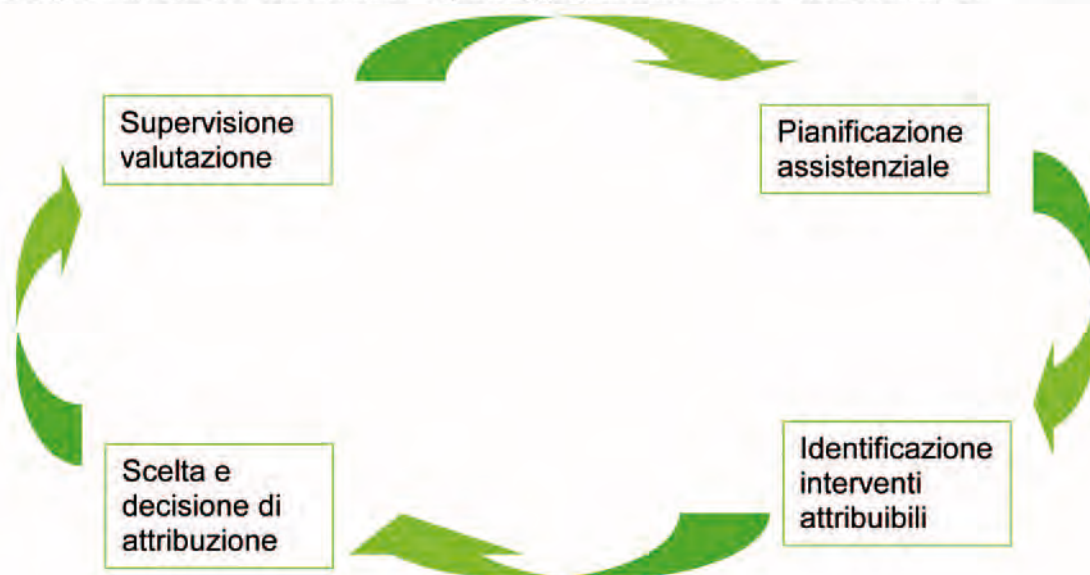 Supervisione
valutazione
Pianificazione
assistenziale
Identificazione
interventi
attribuibili
Scelta e
decisione di
attribuzione